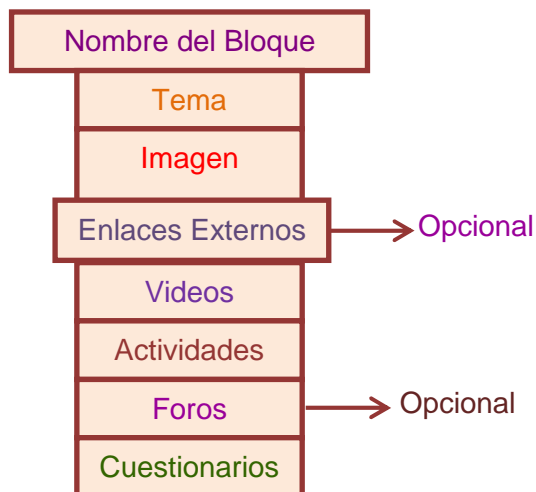 Nombre del Bloque
Tema
Imagen
Enlaces Externos
Opcional
Videos
Actividades
Foros
Opcional
Cuestionarios